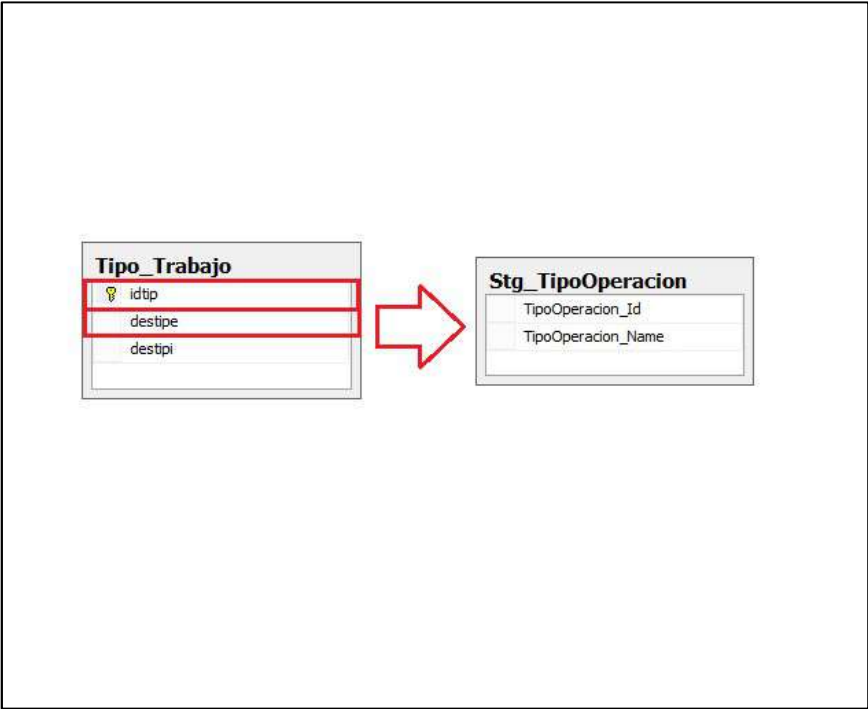 Tipo_Trabajo
idtip
destipe
destipi
Stg_TipoOperacion
TipoOperacion_Id
TipoOperacion_Name